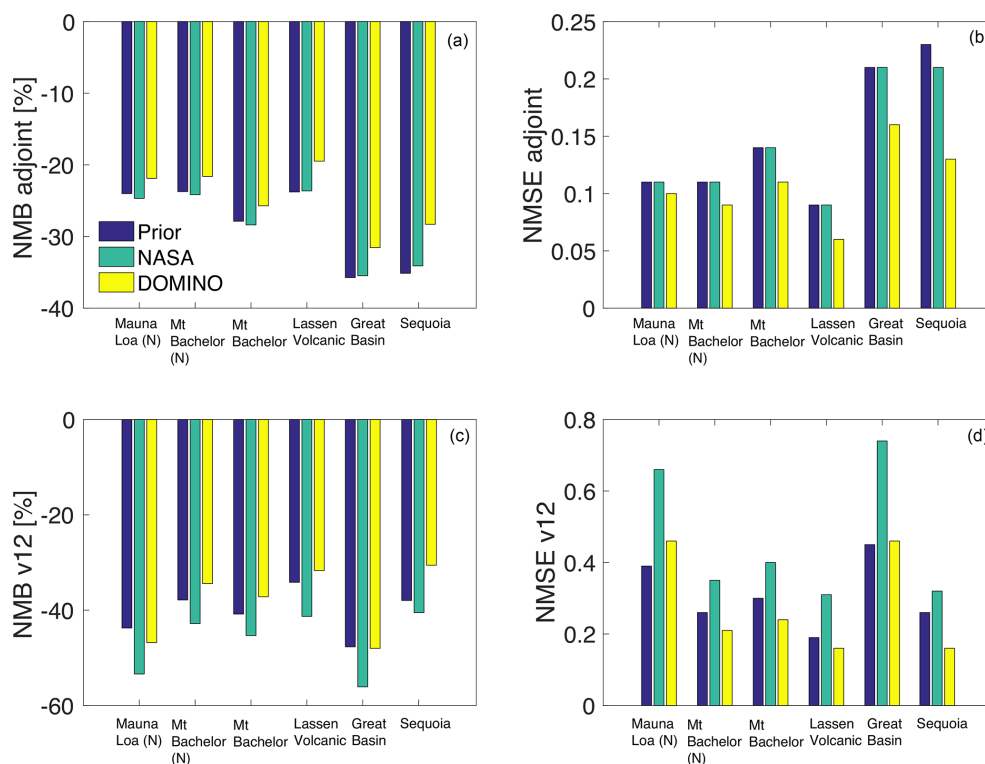 (a)
NMB adjoint [%]
0
-10
-20
-30
-40
Prior
NASA
DOMINO
Mauna
Loa (N)
Mt
Bachelor
(N)
Mt
Bachelor
Lassen
Volcanic
Great
Basin
Sequoia
(b
NMSE adjoint
0.25
0.2
0.15
0.1
0.05
0
Mauna
Loa (N)
Mt
Bachelor
(N)
Mt
Bachelor
Lassen
Volcanic
Great
Basin
Sequoia
(c)
NMB v12 [%]
0
-20
-40
-60
Mauna
Loa (N)
Mt
Bachelor
(N)
Mt
Bachelor
Lassen
Volcanic
Great
Basin
Sequoia
(d)
NMSE v12
0.8
0.6
0.4
0.2
0
Mauna
Loa (N)
Mt
Bachelor
(N)
Mt
Bachelor
Lassen
Volcanic
Great
Basin
Sequoia